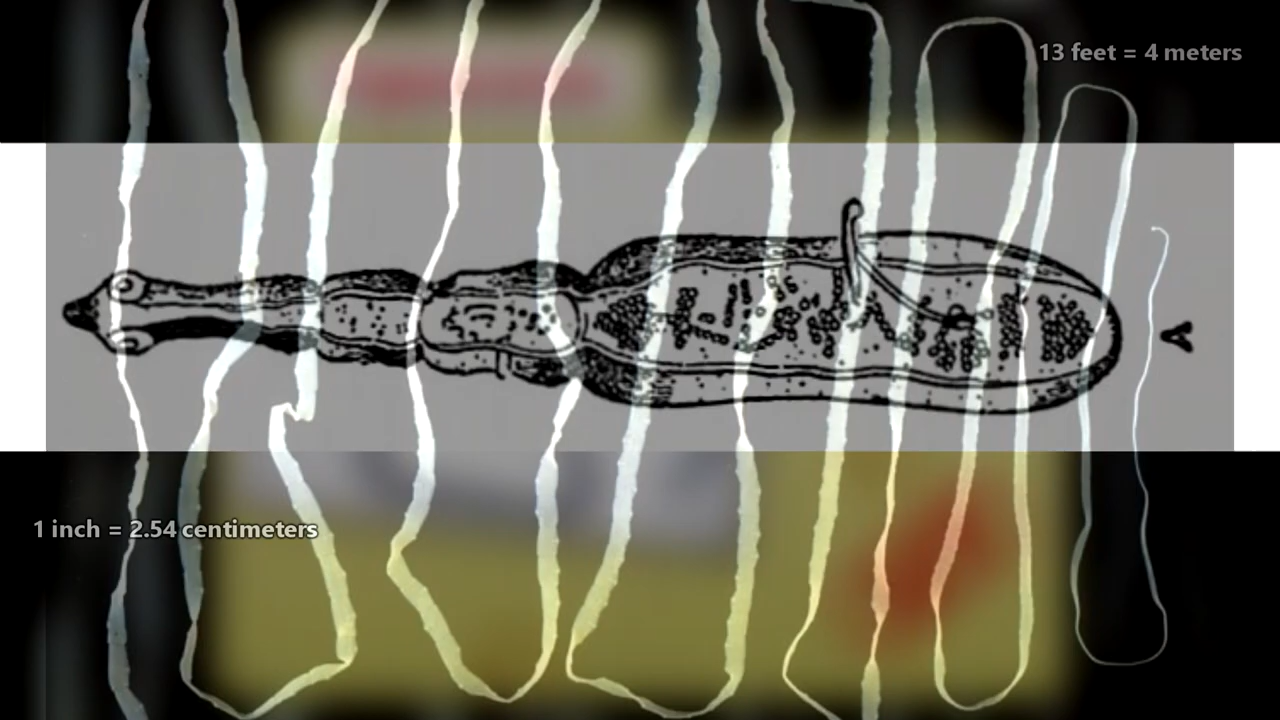 13 feet = 4 meters
A
1 inch = 2.54 centimeters